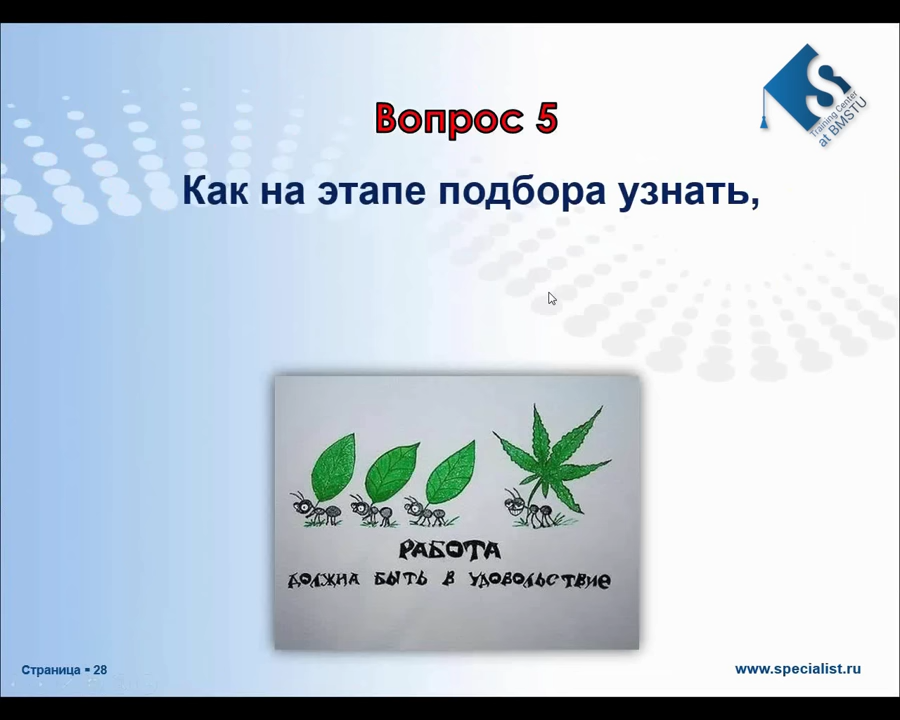 Training Center
at BMSTU
Вопрос 5
Как на этапе подбора узнать,
РАБОТА
ДОЛЖНА БЫТЬ В УДОВОЛЬСТВИЕ
Страница ▪ 28
www.specialist.ru